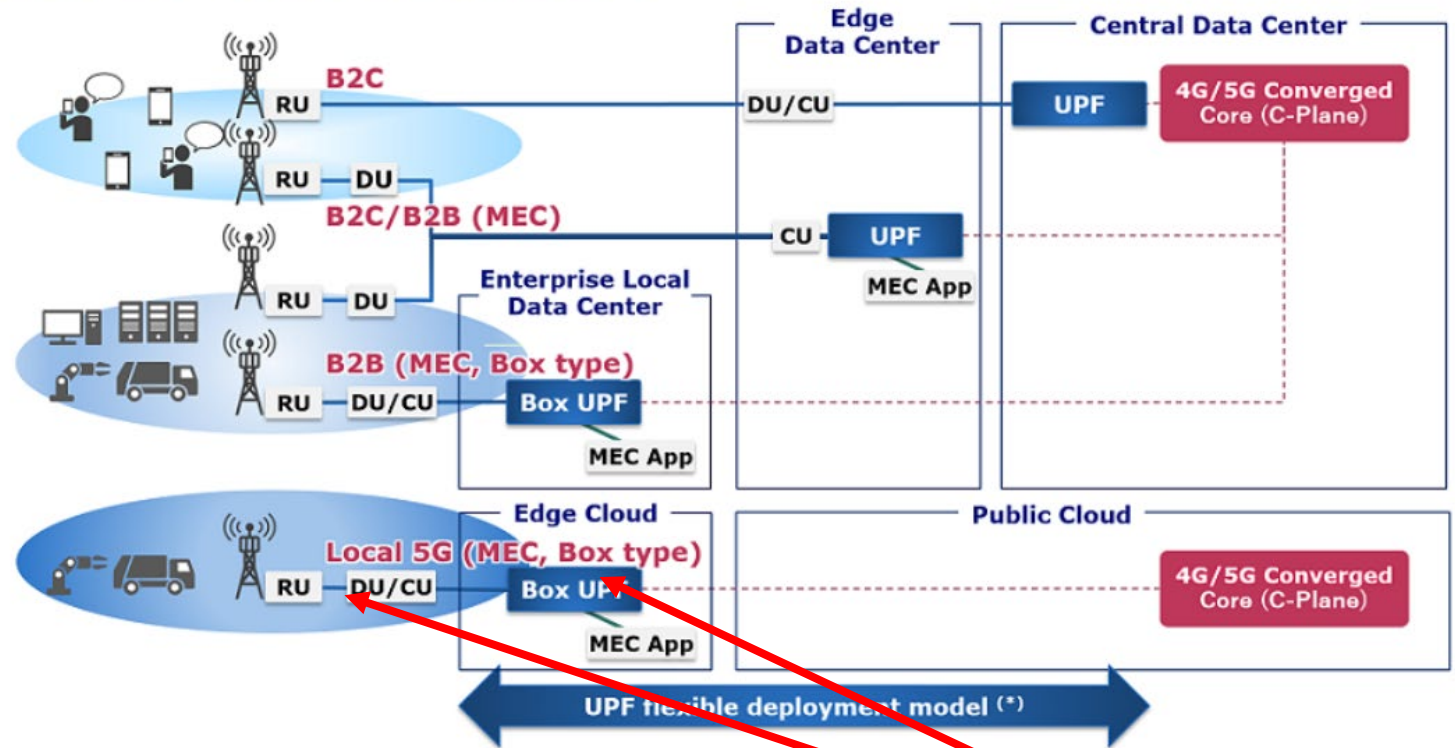 Edge
Data Center
Central Data Center
B2C
RU
DU/CU
UPF
4G/5G Converged
Core (C-Plane)
RU
DU
B2C/B2B (MEC)
CU
UPF
MEC App
Enterprise Local
Data Center
RU
DU
B2B (MEC, Box type)
RU
DU/CU
Box UPF
MEC App
Edge Cloud
Public Cloud
Local 5G (MEC, Box type)
RU
DU/CU
Box UPF
4G/5G Converged
Core (C-Plane)
MEC App
UPF flexible deployment model (*)